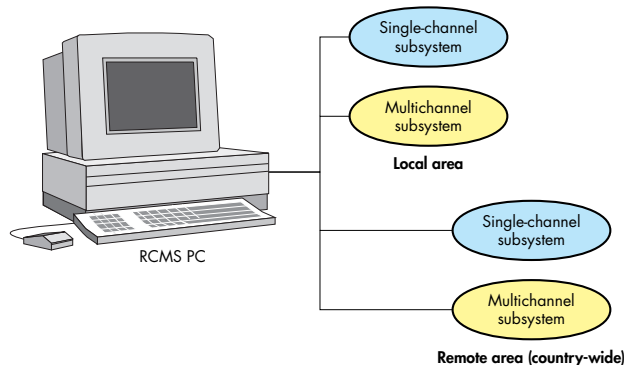 Single-channel
subsystem
Multichannel
subsystem
Local area
Single-channel
subsystem
RCMS PC
Multichannel
subsystem
Remote area (country-wide)